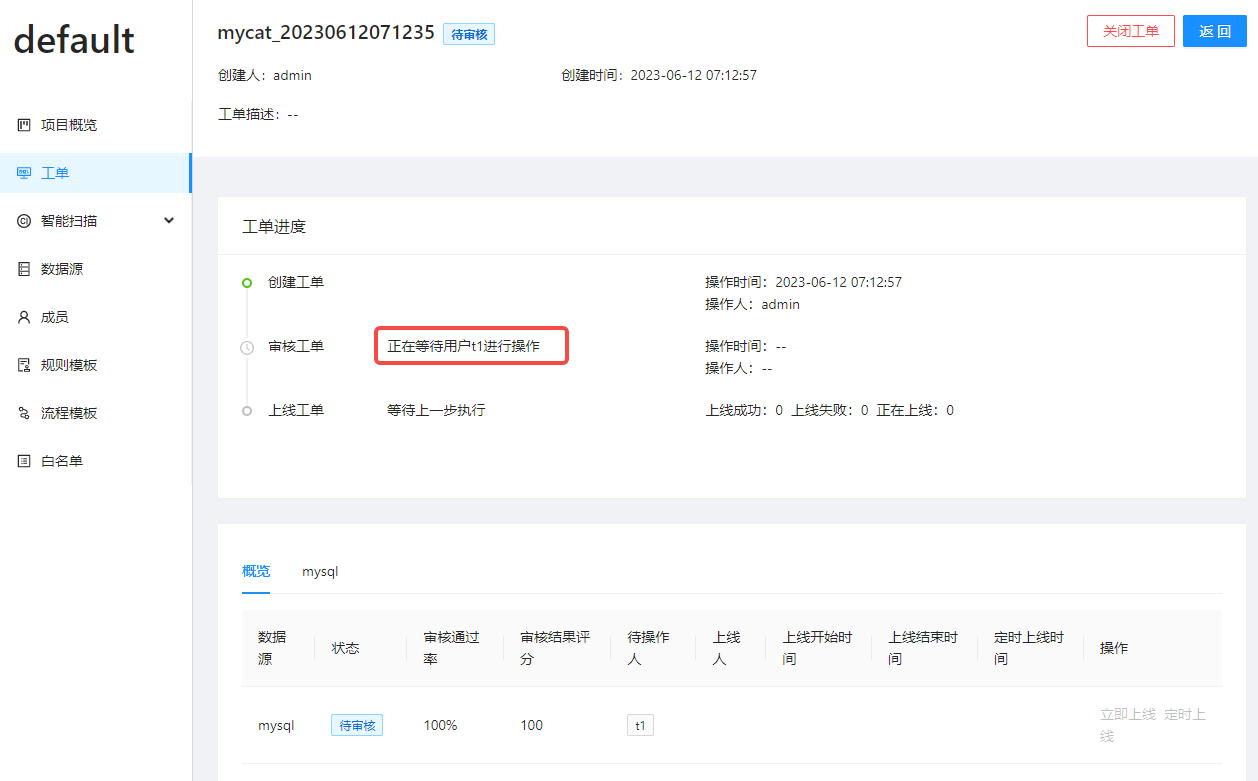 default
项目概览
工单
智能扫描
数据源
成员
规则模板
流程模板
白名单
mycat_20230612071235 待审核
关闭工单 返 回
创建人：admin 创建时间：2023-06-12 07:12:57
工单描述：--
工单进度
创建工单 操作时间：2023-06-12 07:12:57
操作人：admin
审核工单 正在等待用户t1进行操作 操作时间：--
操作人：--
上线工单 等待上一步执行 上线成功：0 上线失败：0 正在上线：0
概览 mysql
数据源 状态 审核通过率 审核结果评分 待操作人 上线人 上线开始时间 上线结束时间 定时上线时间 操作
mysql 待审核 100% 100 t1 立即上线 定时上线